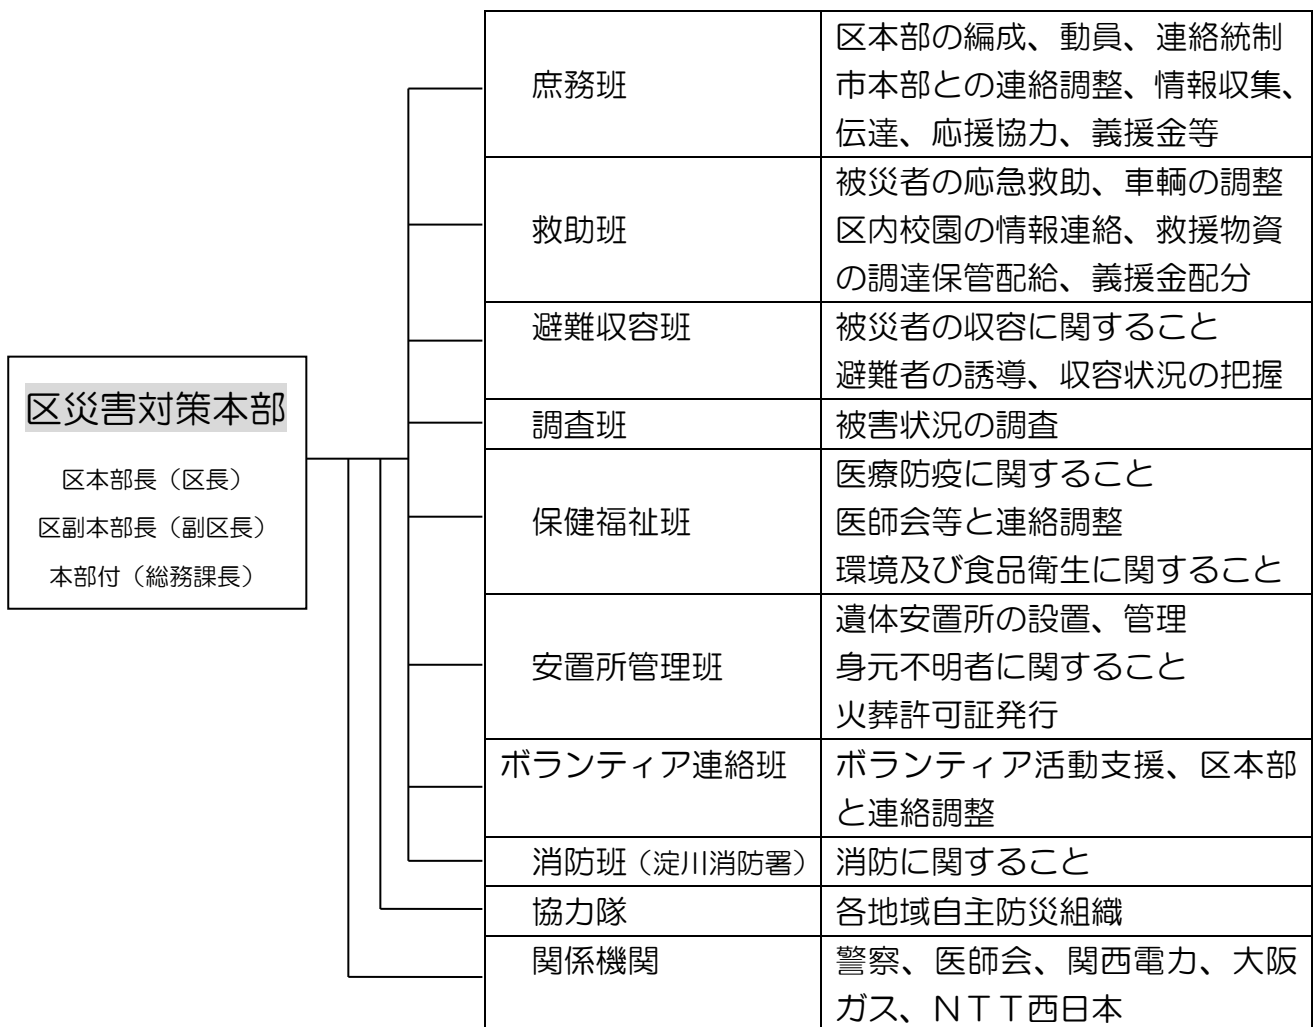 区災害対策本部
区本部長（区長）
区副本部長（副区長）
本部付（総務課長）
庶務班
区本部の編成、動員、連絡統制
市本部との連絡調整、情報収集、
伝達、応援協力、義援金等
救助班
被災者の応急救助、車輌の調整
区内校園の情報連絡、救援物資
の調達保管配給、義援金配分
避難収容班
被災者の収容に関すること
避難者の誘導、収容状況の把握
調査班
被害状況の調査
保健福祉班
医療防疫に関すること
医師会等と連絡調整
環境及び食品衛生に関すること
安置所管理班
遺体安置所の設置、管理
身元不明者に関すること
火葬許可証発行
ボランティア連絡班
ボランティア活動支援、区本部
と連絡調整
消防班（淀川消防署）
消防に関すること
協力隊
各地域自主防災組織
関係機関
警察、医師会、関西電力、大阪
ガス、ＮＴＴ西日本